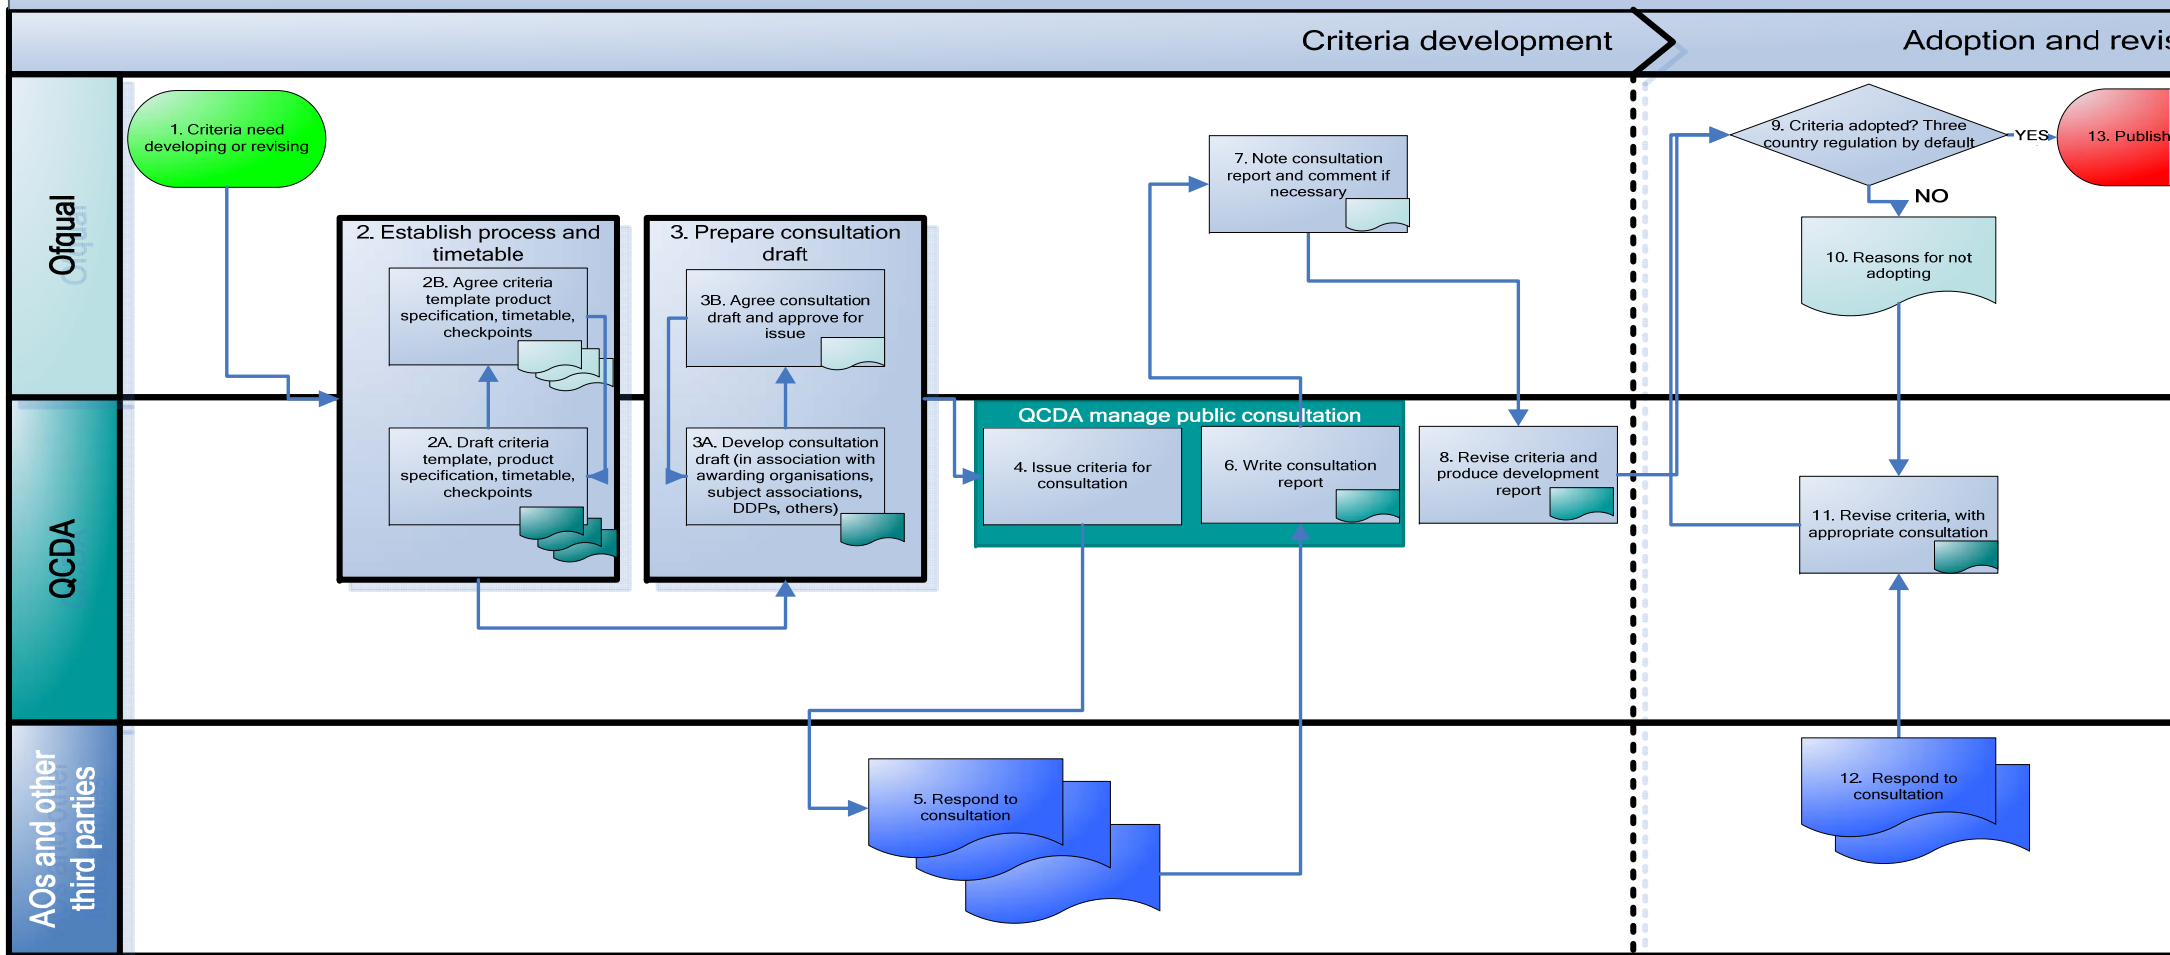 Criteria development
Adoption and revis
Ofqual
1. Criteria need
developing or revising
2. Establish process and
timetable
2B. Agree criteria
template product
specification, timetable,
checkpoints
2A. Draft criteria
template, product
specification, timetable,
checkpoints
3. Prepare consultation
draft
3B. Agree consultation
draft and approve for
issue
3A. Develop consultation
draft (in association with
awarding organisations,
subject associations,
DDPs, others)
QCDA manage public consultation
4. Issue criteria for
consultation
6. Write consultation
report
7. Note consultation
report and comment if
necessary
8. Revise criteria and
produce development
report
9. Criteria adopted? Three
country regulation by default
YES
13. Publish
NO
10. Reasons for not
adopting
11. Revise criteria, with
appropriate consultation
QCDA
AOs and other
third parties
5. Respond to
consultation
12. Respond to
consultation